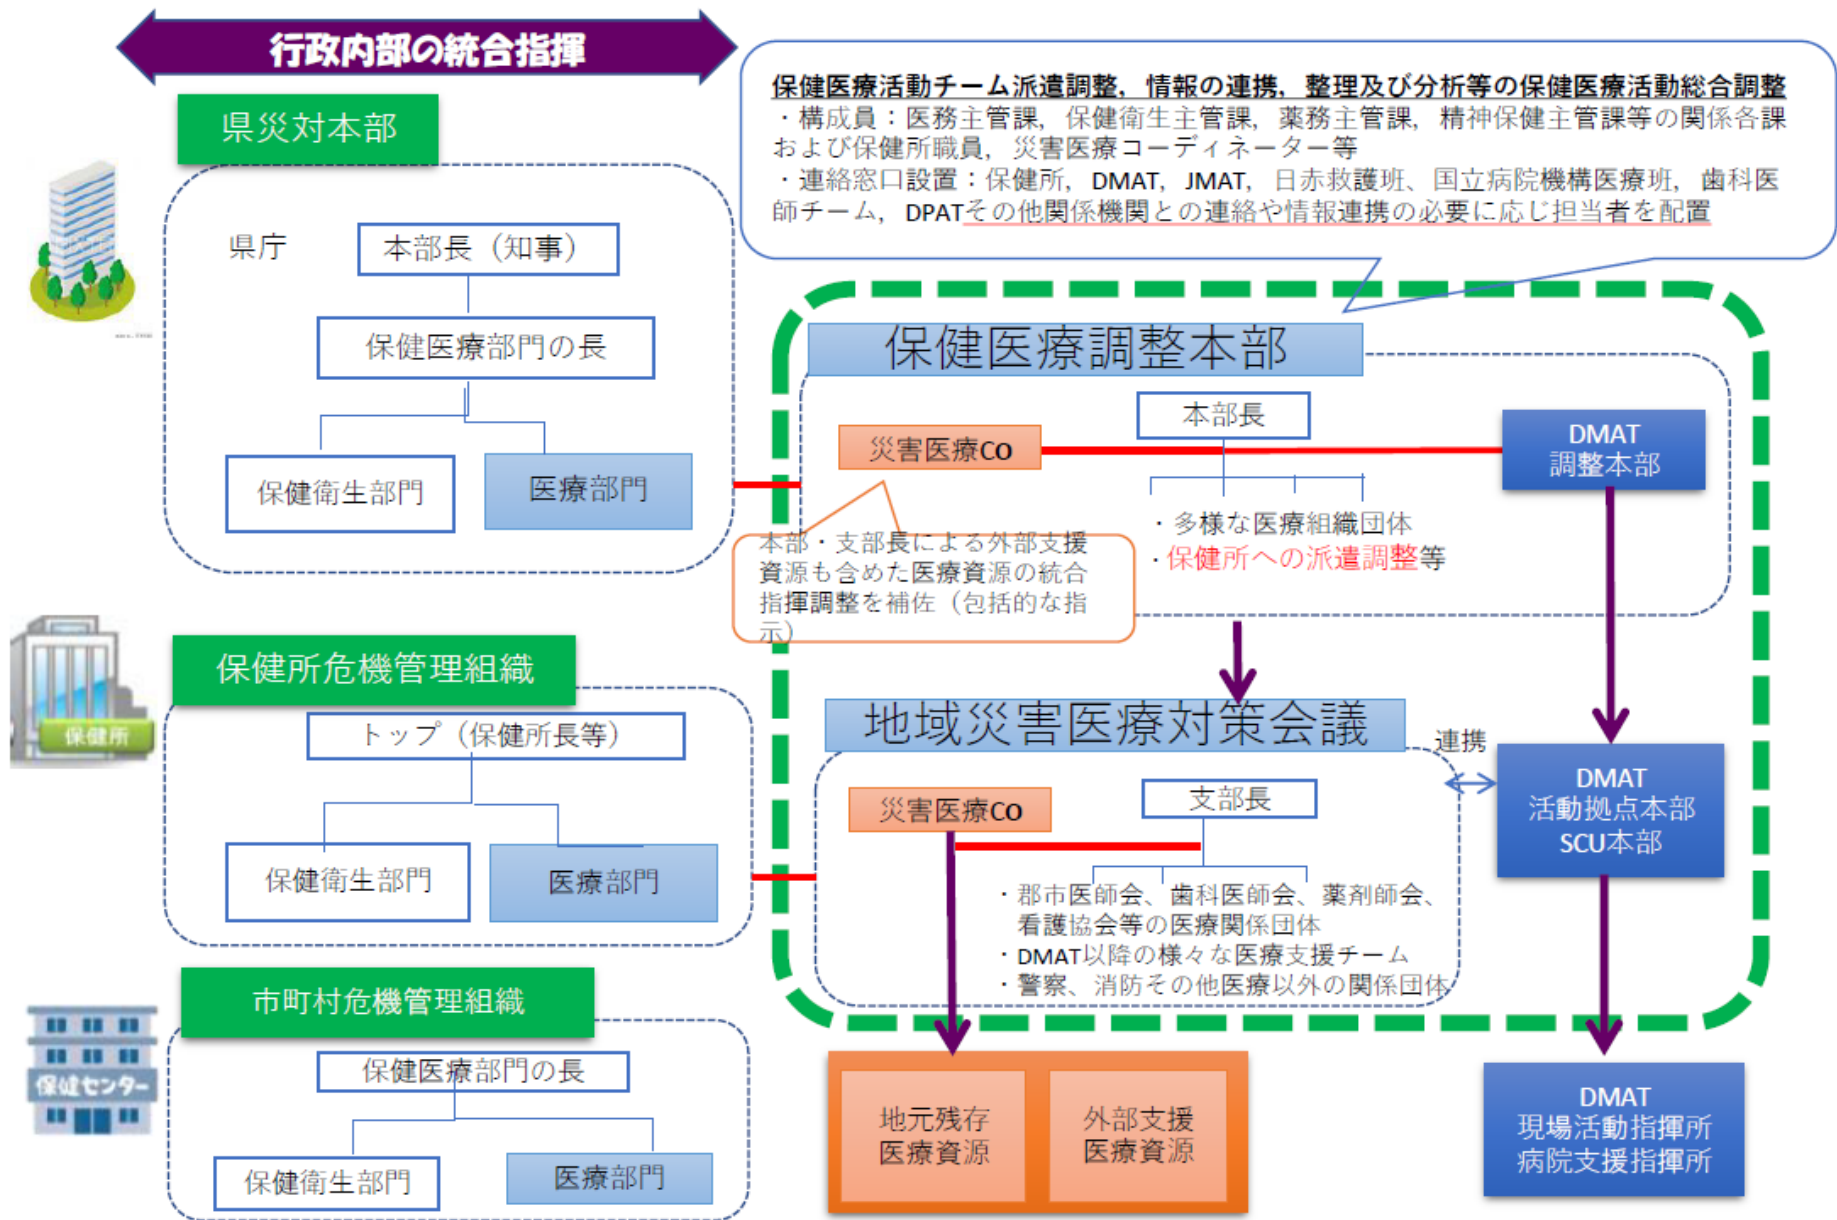 行政内部の統合指揮
保健医療活動チーム派遣調整，情報の連携，整理及び分析等の保健医療活動総合調整
・構成員：医務主管課，保健衛生主管課，薬務主管課，精神保健主管課等の関係各課
および保健所職員，災害医療コーディネーター等
・連絡窓口設置：保健所，DMAT，JMAT，日赤救護班、国立病院機構医療班，歯科医
師チーム，DPATその他関係機関との連絡や情報連携の必要に応じ担当者を配置
県災対本部
県庁
本部長（知事）
保健医療部門の長
保健衛生部門
医療部門
保健医療調整本部
本部長
災害医療Co
DMAT
調整本部
・多様な医療組織団体
・保健所への派遣調整等
本部・支部長による外部支援
資源も含めた医療資源の統合
指揮調整を補佐（包括的な指
示）
保健所
保健所危機管理組織
トップ（保健所長等）
保健衛生部門
医療部門
地域災害医療対策会議
連携
災害医療Co
支部長
DMAT
活動拠点本部
SCU本部
・郡市医師会、歯科医師会、薬剤師会、
看護協会等の医療関係団体
・DMAT以降の様々な医療支援チーム
・警察、消防その他医療以外の関係団体
保健センター
市町村危機管理組織
保健医療部門の長
保健衛生部門
医療部門
地元残存
医療資源
外部支援
医療資源
DMAT
現場活動指揮所
病院支援指揮所